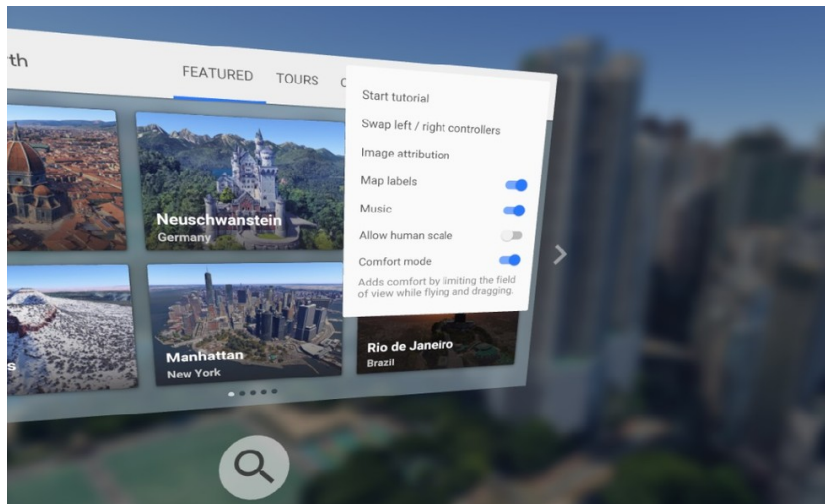 rth
FEATURED TOURS
Start tutorial
Swap left / right controllers
Image attribution
Map labels
Music
Allow human scale
Comfort mode
Adds comfort by limiting the field
of view while flying and dragging.
Neuschwanstein
Germany
Manhattan
New York
Rio de Janeiro
Brazil